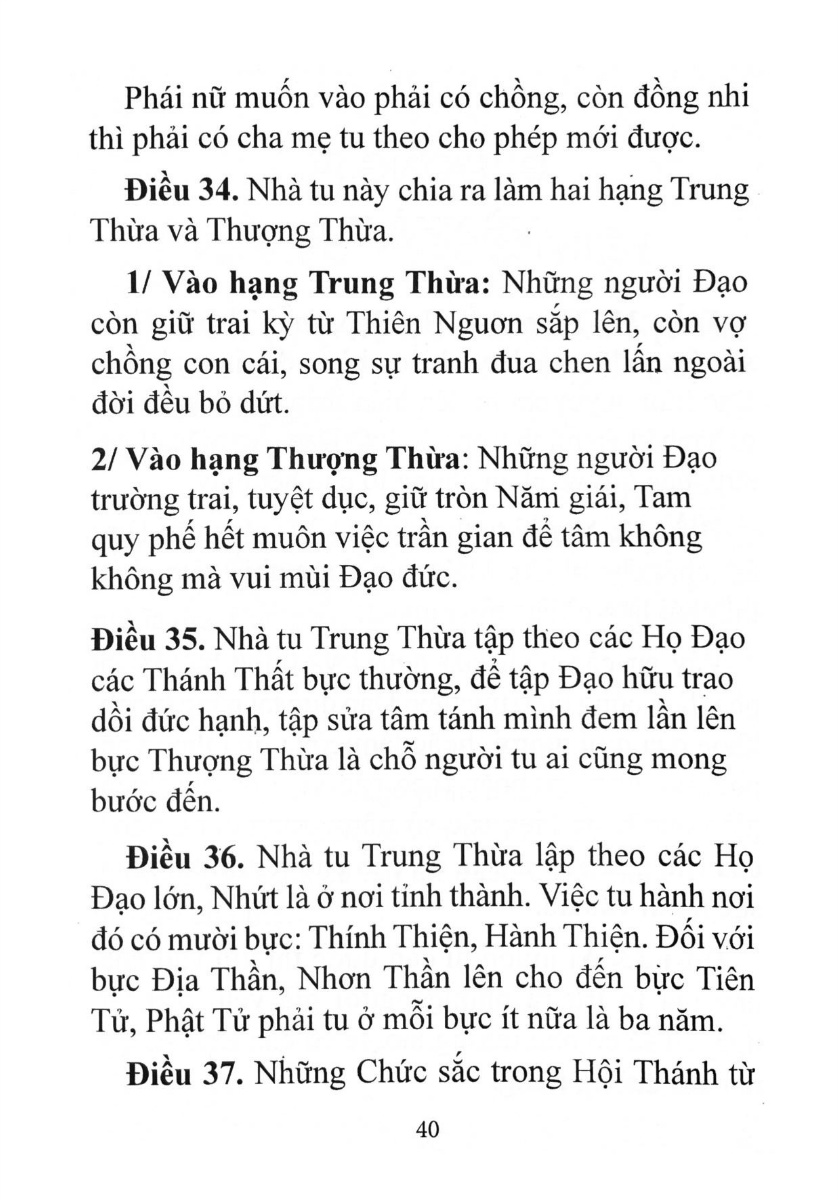 Phái nữ muốn vào phải có chồng, còn đồng nhi
thì phải có cha mẹ tu theo cho phép mới được.
Điều 34. Nhà tu này chia ra làm hai hạng Trung
Thừa và Thượng Thừa.
1/ Vào hạng Trung Thừa: Những người Đạo
còn giữ trai kỳ từ Thiên Nguơn sắp lên, còn vợ
chồng con cái, song sự tranh đua chen lấn ngoài
đời đều bỏ dứt.
2/ Vào hạng Thượng Thừa: Những người Đạo
trường trai, tuyệt dục, giữ tròn Năm giái, Tam
quy phế hết muôn việc trần gian để tâm không
không mà vui mùi Đạo đức.
Điều 35. Nhà tu Trung Thừa tập theo các Họ Đạo
các Thánh Thất bực thường, để tập Đạo hữu trao
dồi đức hạnh, tập sửa tâm tánh mình đem lần lên
bực Thượng Thừa là chỗ người tu ai cũng mong
bước đến.
Điều 36. Nhà tu Trung Thừa lập theo các Họ
Đạo lớn, Nhứt là ở nơi tỉnh thành. Việc tu hành nơi
đó có mười bực: Thính Thiện, Hành Thiện. Đối với
bực Địa Thần, Nhơn Thần lên cho đến bực Tiên
Tử, Phật Tử phải tu ở mỗi bực ít nữa là ba năm.
Điều 37. Những Chức sắc trong Hội Thánh từ
40